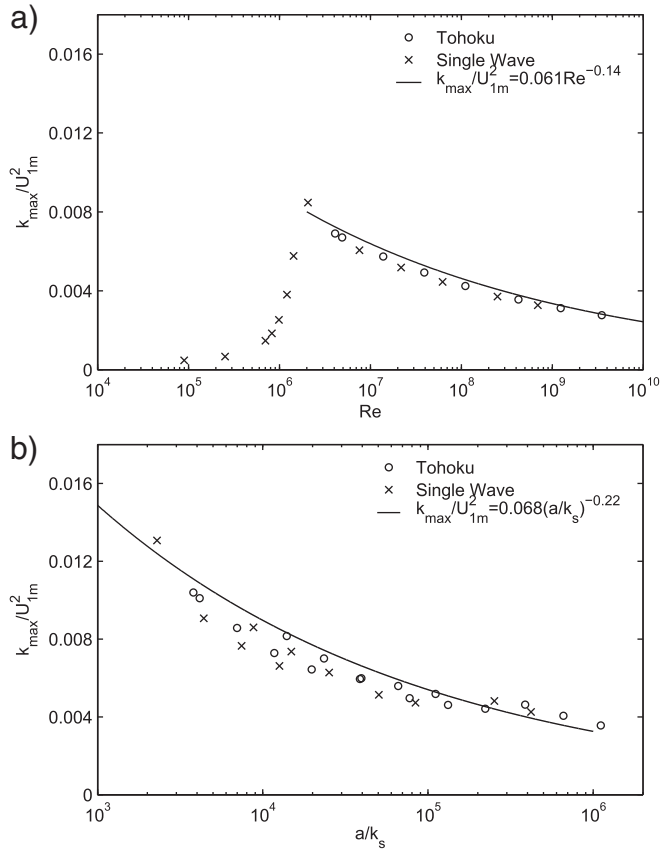 a)
0.016
0.012
0.008
0.004
0
k_max/U²_1m
○ Tohoku
× Single Wave
k_max/U²_1m=0.061Re^−0.14
10^4 10^5 10^6 10^7 10^8 10^9 10^10
Re
b)
0.016
0.012
0.008
0.004
0
k_max/U²_1m
○ Tohoku
× Single Wave
k_max/U²_1m=0.068(a/k_s)^−0.22
10^3 10^4 10^5 10^6
a/k_s